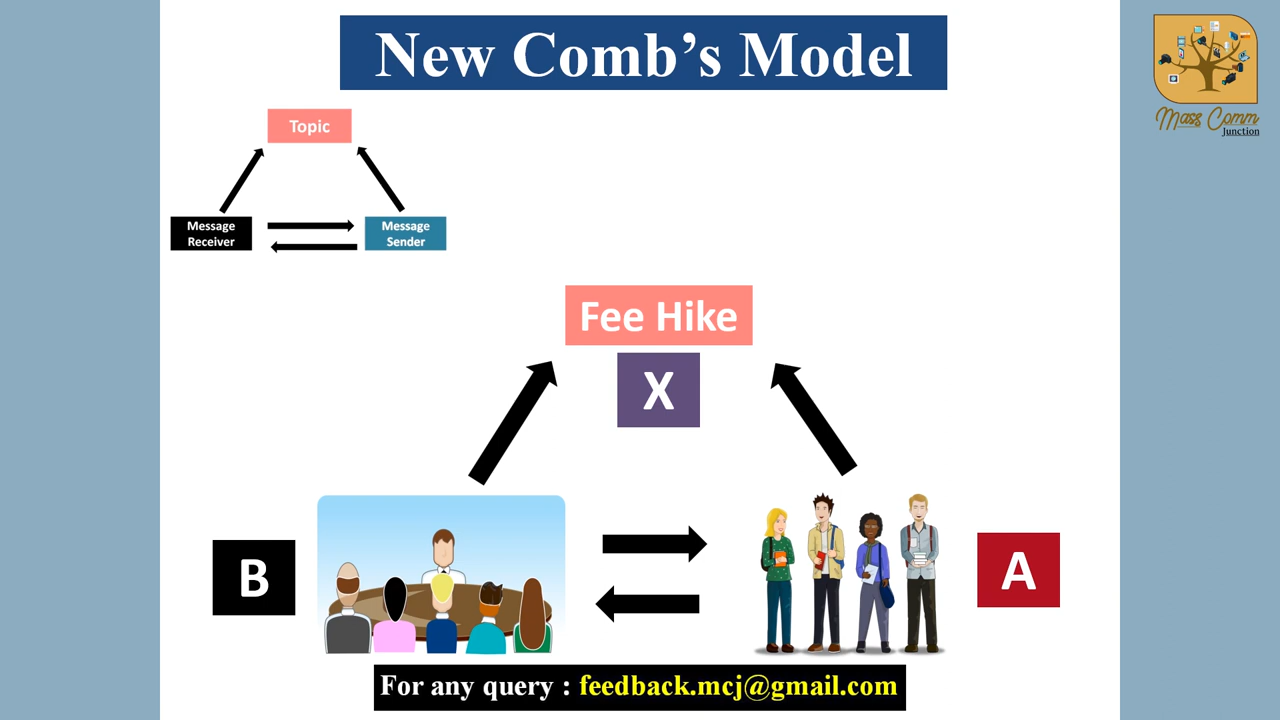 New Comb's Model
Mass Comm
Junction
Topic
Message
Receiver
Message
Sender
Fee Hike
X
B
A
For any query : feedback.mcj@gmail.com